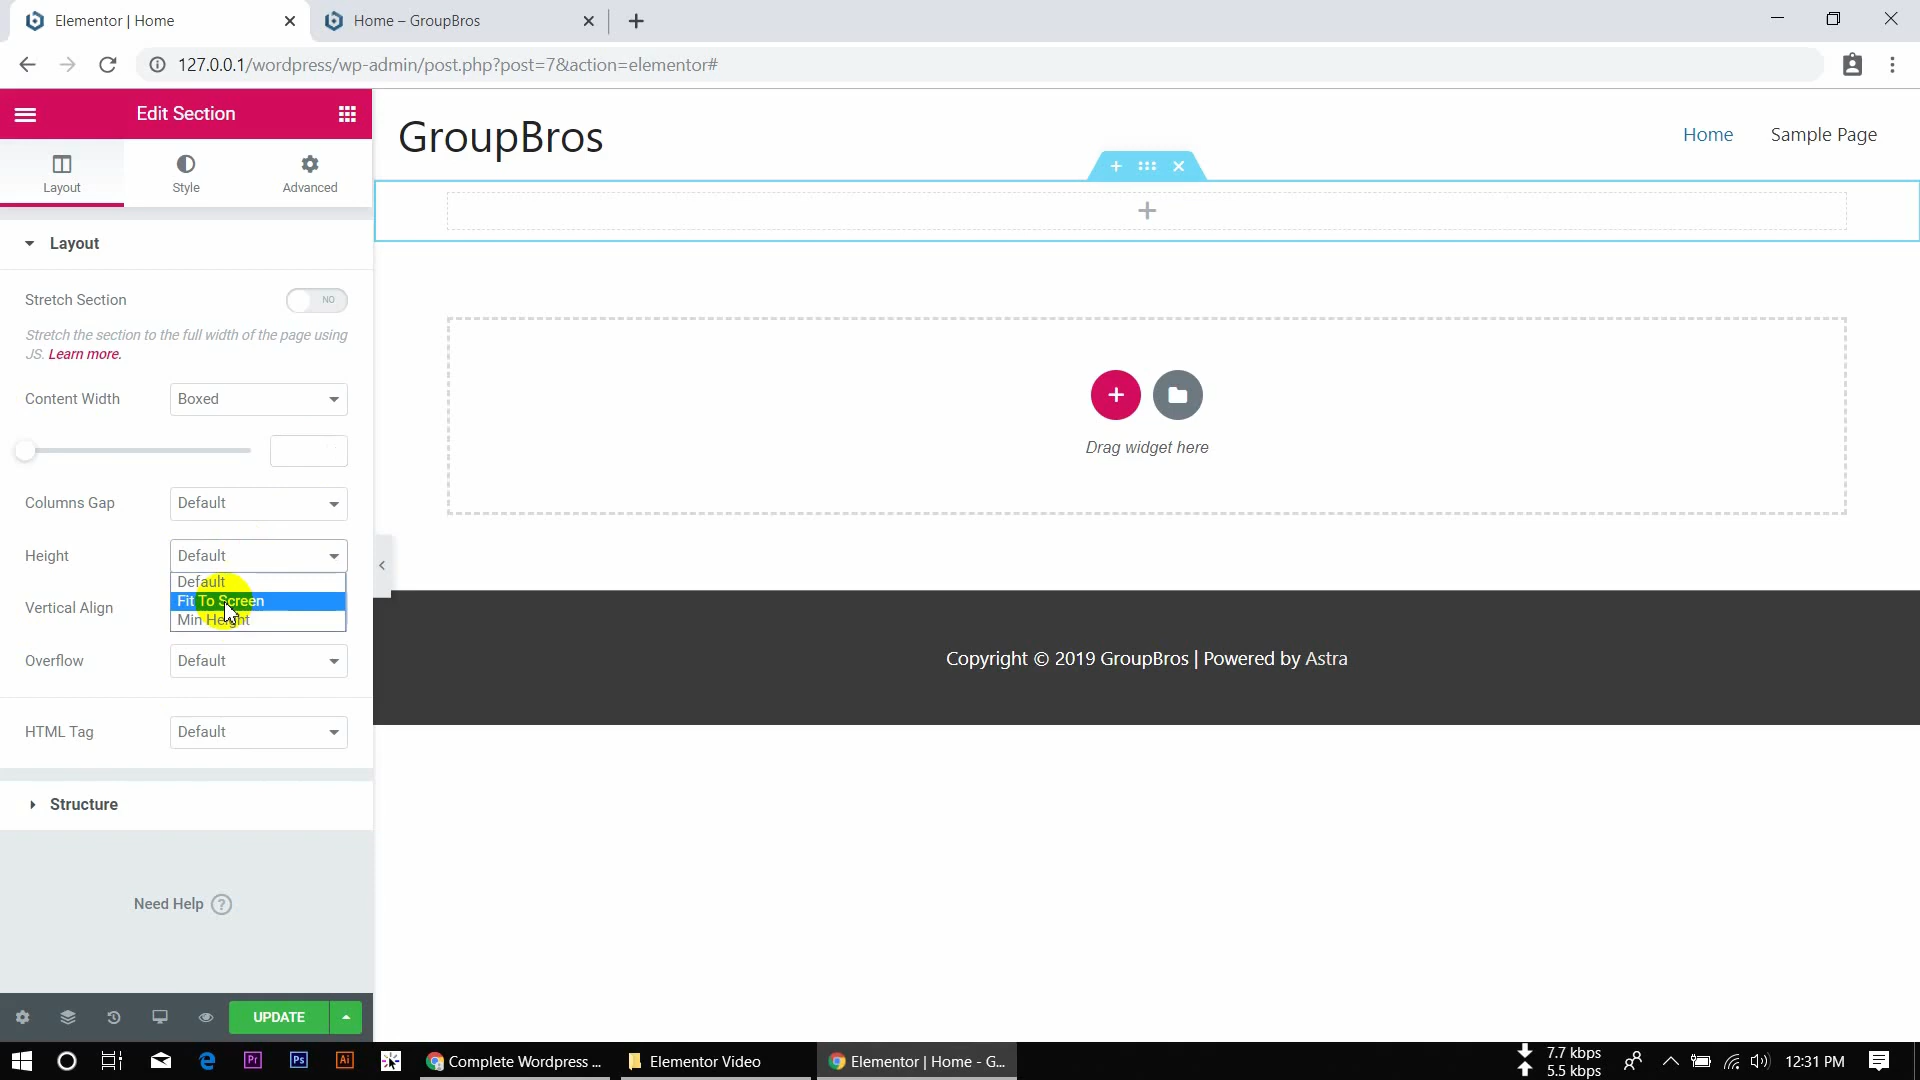 Elementor | Home
Home – GroupBros
127.0.0.1/wordpress/wp-admin/post.php?post=7&action=elementor#
Edit Section
Layout
Style
Advanced
Layout
Stretch Section
NO
Stretch the section to the full width of the page using
JS. Learn more.
Content Width
Boxed
Columns Gap
Default
Height
Default
Default
Fit To Screen
Min Height
Vertical Align
Overflow
Default
HTML Tag
Default
Structure
Need Help
?
UPDATE
GroupBros
Home
Sample Page
Drag widget here
Copyright © 2019 GroupBros | Powered by Astra
Pr
Ps
Ai
Complete Wordpress ...
Elementor Video
Elementor | Home - G...
7.7 kbps
5.5 kbps
12:31 PM